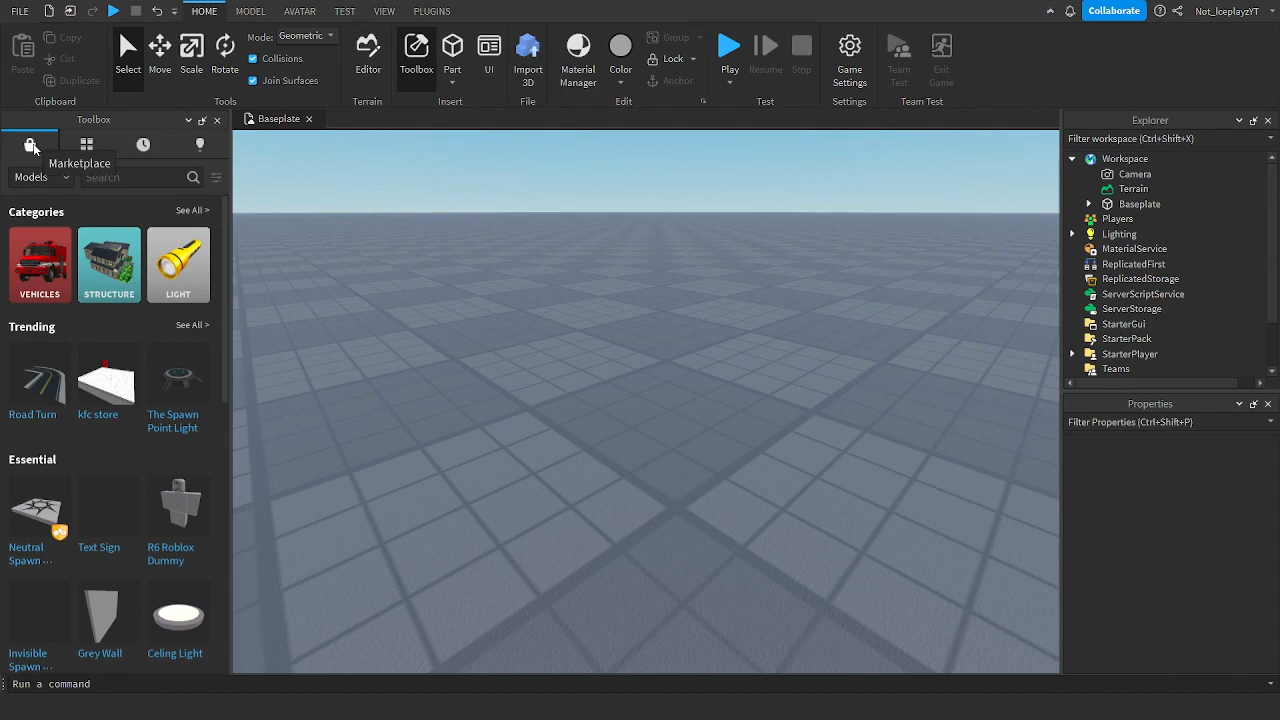 FILE HOME MODEL AVATAR TEST VIEW PLUGINS Collaborate Not_IceplayzYT
Paste Copy Cut Duplicate
Clipboard
Select Move Scale Rotate
Mode: Geometric
Collisions
Join Surfaces
Tools
Editor
Terrain
Toolbox Part UI
Insert
Import 3D
File
Material Manager
Color
Group
Lock
Anchor
Edit
Play Resume Stop
Test
Game Settings
Settings
Team Test
Exit Game
Team Test
Toolbox
Marketplace
Models Search
Categories See All >
VEHICLES STRUCTURE LIGHT
Trending See All >
Road Turn
kfc store
The Spawn Point Light
Essential
Neutral Spawn ...
Text Sign
R6 Roblox Dummy
Invisible Spawn ...
Grey Wall
Celing Light
Baseplate
Explorer
Filter workspace (Ctrl+Shift+X)
Workspace
Camera
Terrain
Baseplate
Players
Lighting
MaterialService
ReplicatedFirst
ReplicatedStorage
ServerScriptService
ServerStorage
StarterGui
StarterPack
StarterPlayer
Teams
Properties
Filter Properties (Ctrl+Shift+P)
Run a command